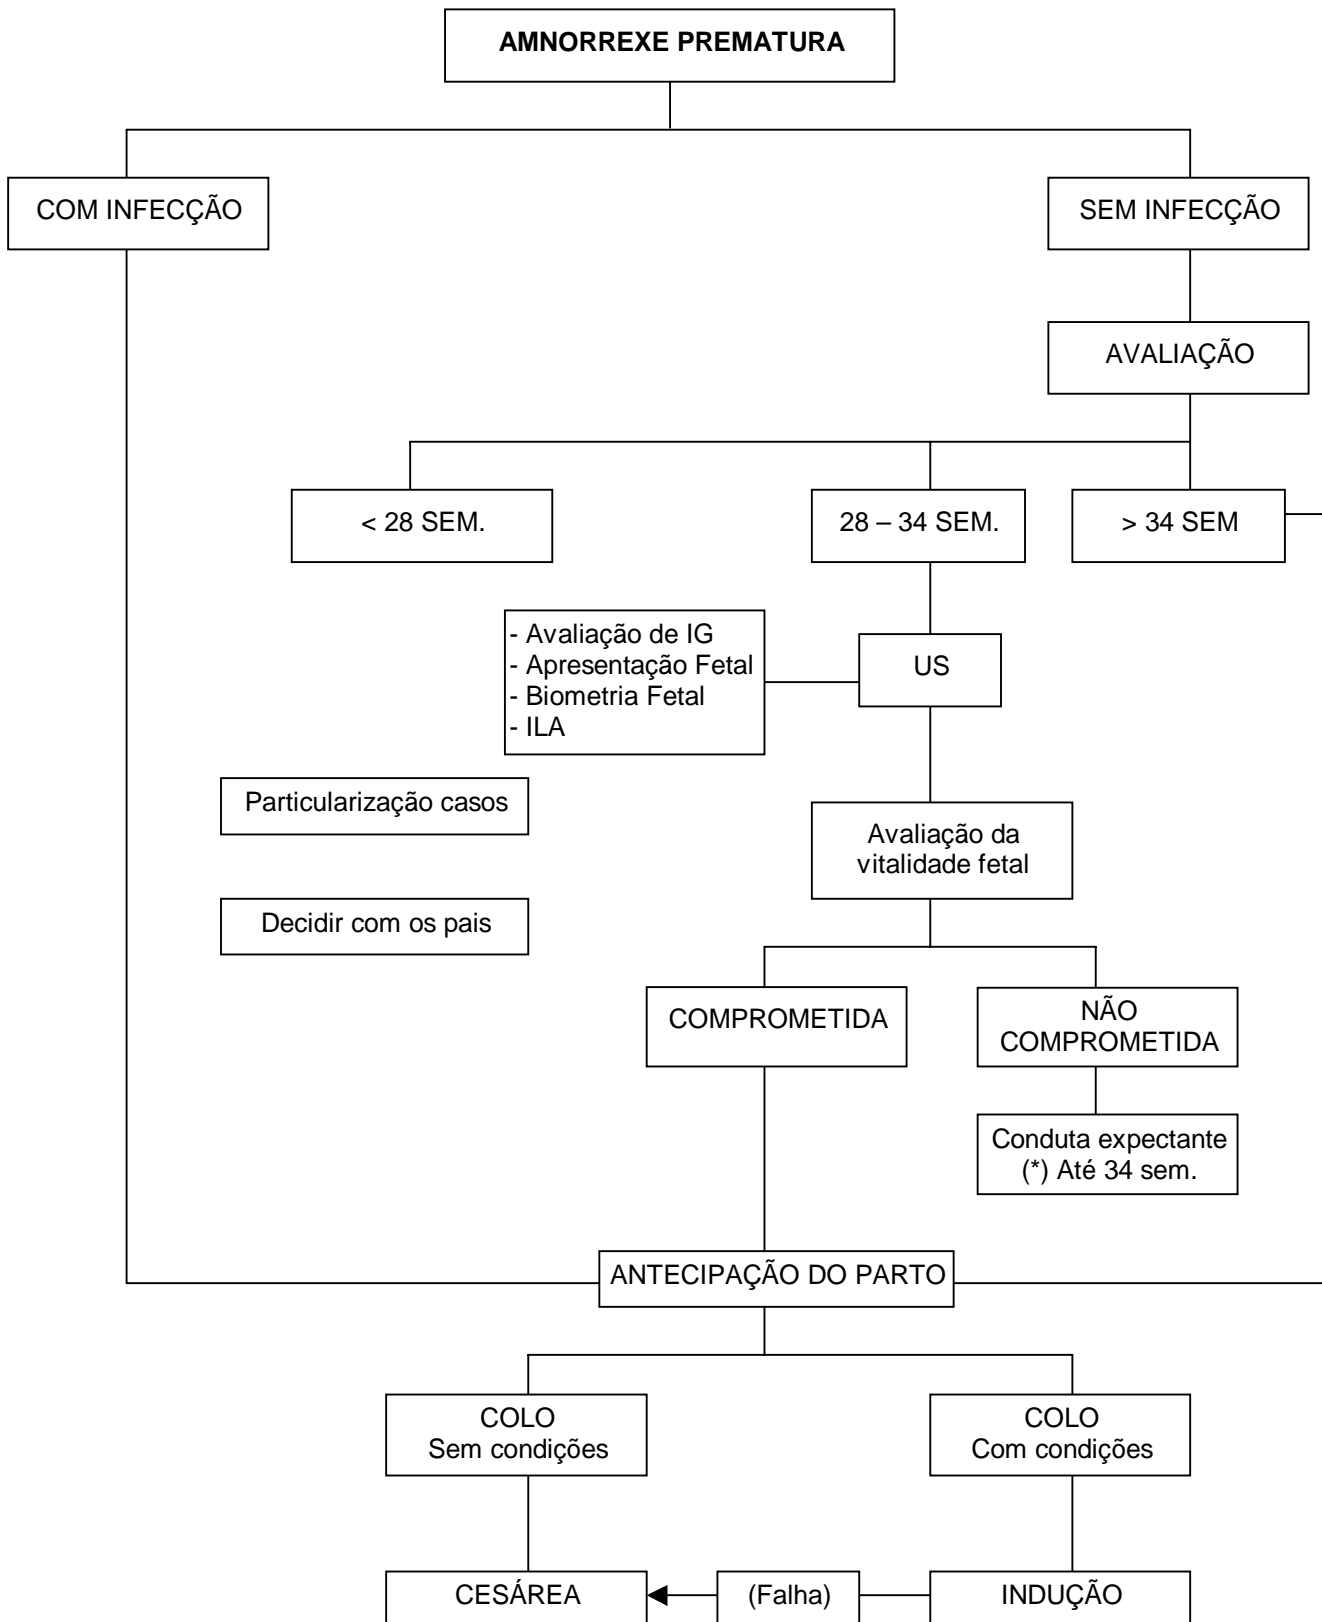 AMNORREXE PREMATURA
COM INFECÇÃO
SEM INFECÇÃO
AVALIAÇÃO
< 28 SEM.
28 – 34 SEM.
> 34 SEM
- Avaliação de IG
- Apresentação Fetal
- Biometria Fetal
- ILA
US
Particularização casos
Avaliação da
vitalidade fetal
Decidir com os pais
COMPROMETIDA
NÃO
COMPROMETIDA
Conduta expectante
(*) Até 34 sem.
ANTECIPAÇÃO DO PARTO
COLO
Sem condições
COLO
Com condições
CESÁREA
(Falha)
INDUÇÃO